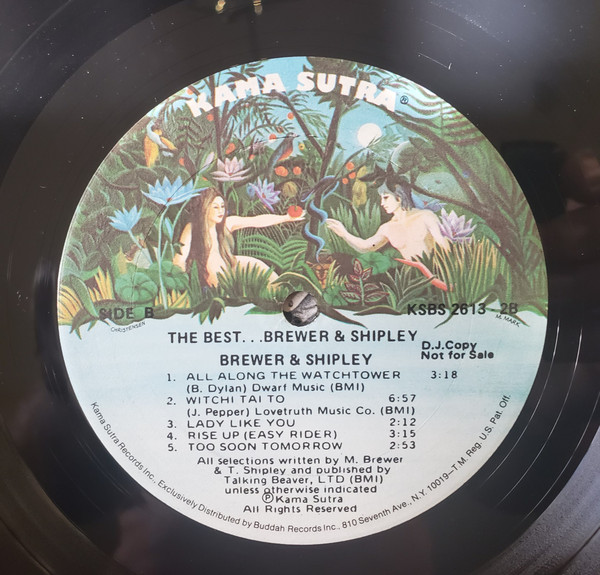 KAMA SUTRA®
SIDE B
KSBS 2613-2B
CHRISTENSEN
M. MARK
THE BEST...BREWER & SHIPLEY
D.J.Copy
Not for Sale
BREWER & SHIPLEY
1. ALL ALONG THE WATCHTOWER 3:18
(B. Dylan) Dwarf Music (BMI)
2. WITCHI TAI TO 6:57
(J. Pepper) Lovetruth Music Co. (BMI)
3. LADY LIKE YOU 2:12
4. RISE UP (EASY RIDER) 3:15
5. TOO SOON TOMORROW 2:53
All selections written by M. Brewer
& T. Shipley and published by
Talking Beaver, LTD (BMI)
unless otherwise indicated
℗Kama Sutra
All Rights Reserved
Kama Sutra Records Inc., Exclusively Distributed by Buddah Records Inc., 810 Seventh Ave., N.Y. 10019—T.M. Reg. U.S. Pat. Off.